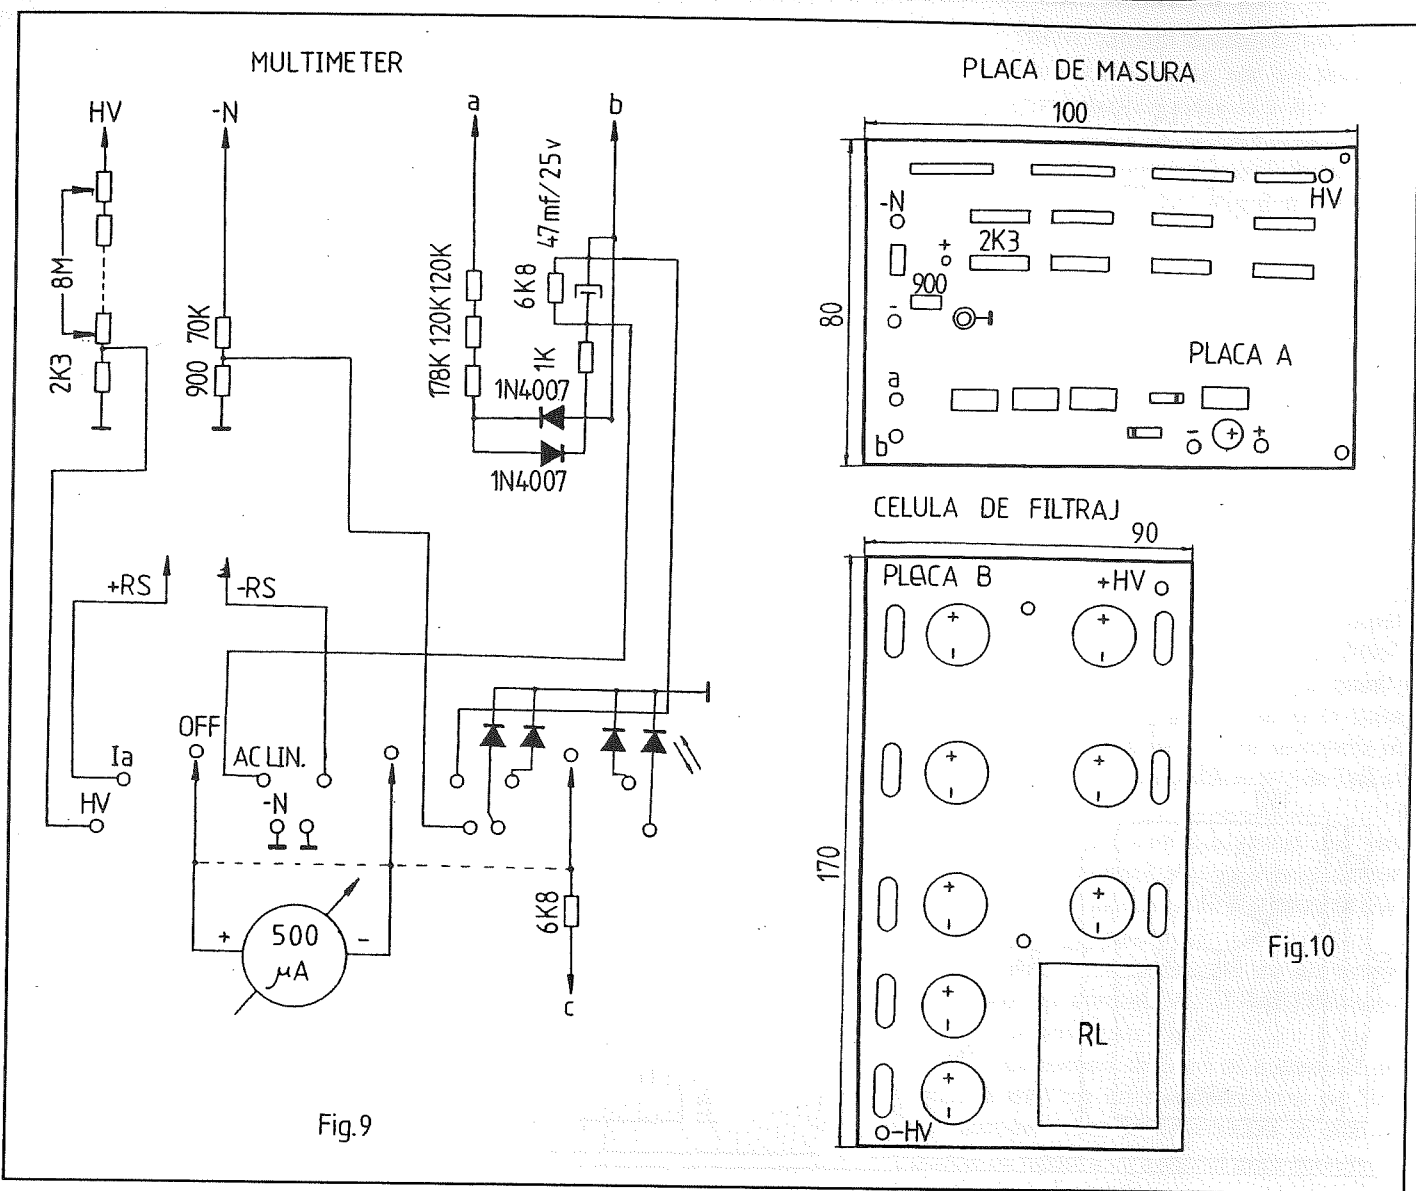 MULTIMETER
HV
-N
a
b
8M
2K3
70K
900
178K 120K 120K
6K8
47mf/25v
1K
1N4007
1N4007
+RS
-RS
OFF
Ia
AC LIN.
HV
-N
+
500
µA
-
6K8
c
Fig.9
PLACA DE MASURA
100
80
HV
-N
+
2K3
900
-
PLACA A
a
b
-
+
+
CELULA DE FILTRAJ
90
170
PLACA B
+HV
+
-
+
-
+
-
+
-
+
-
+
-
+
-
+
-
RL
-HV
Fig.10